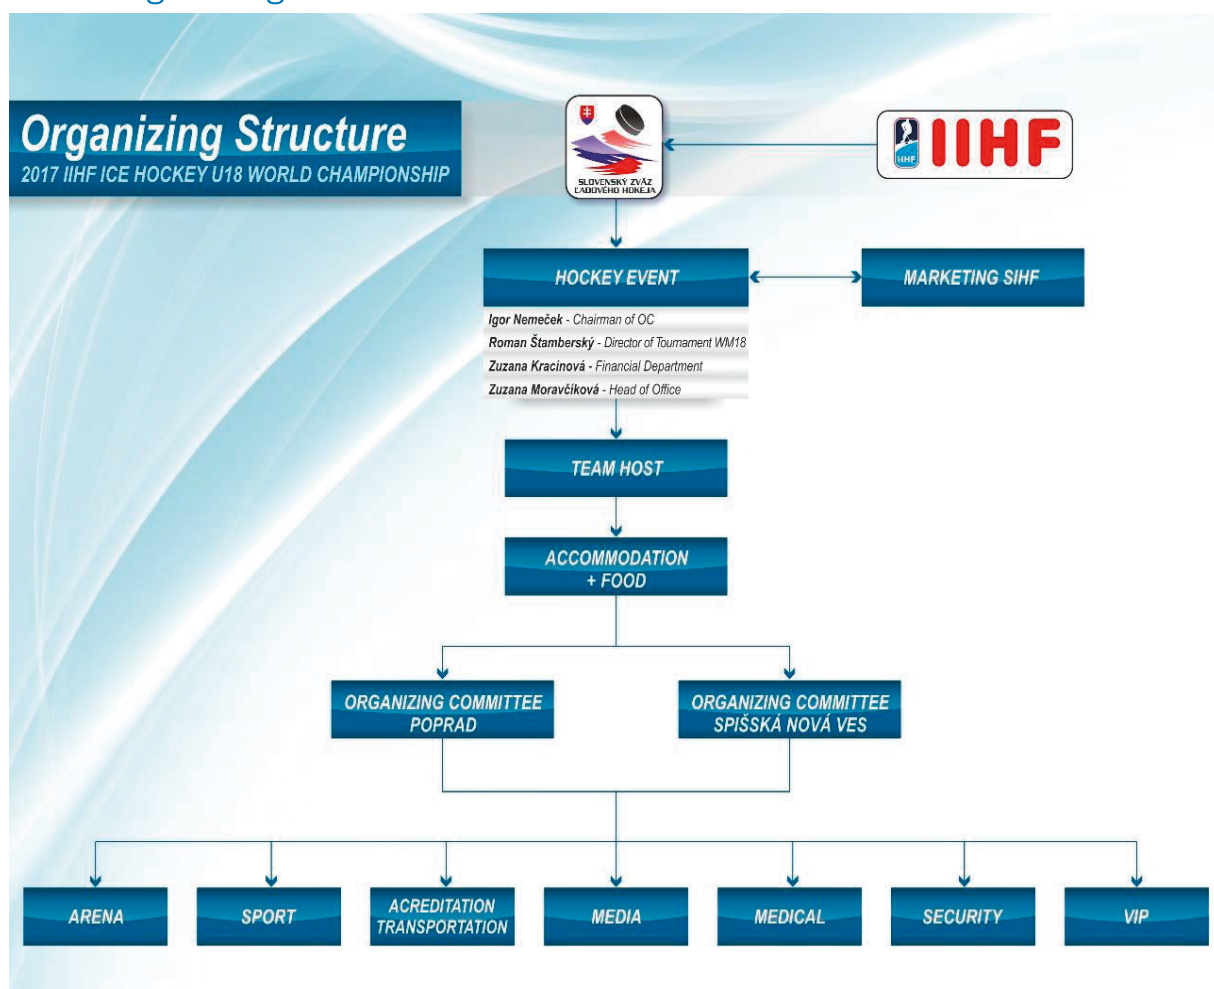 Organizing Structure
2017 IIHF ICE HOCKEY U18 WORLD CHAMPIONSHIP
SLOVENSKÝ ZVÄZ
ĽADOVÉHO HOKEJA
IIHF
IIHF
HOCKEY EVENT
MARKETING SIHF
Igor Nemeček - Chairman of OC
Roman Štamberský - Director of Tournament WM18
Zuzana Kracinová - Financial Department
Zuzana Moravčíková - Head of Office
TEAM HOST
ACCOMMODATION
+ FOOD
ORGANIZING COMMITTEE
POPRAD
ORGANIZING COMMITTEE
SPIŠSKÁ NOVÁ VES
ARENA
SPORT
ACREDITATION
TRANSPORTATION
MEDIA
MEDICAL
SECURITY
VIP